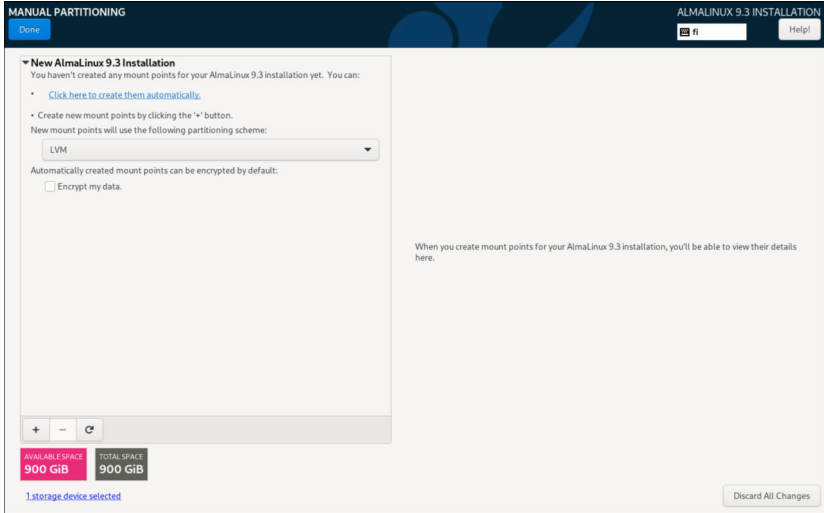 MANUAL PARTITIONING
ALMALINUX 9.3 INSTALLATION
Done
fi
Help!
New AlmaLinux 9.3 Installation
You haven't created any mount points for your AlmaLinux 9.3 installation yet. You can:
• Click here to create them automatically.
• Create new mount points by clicking the '+' button.
New mount points will use the following partitioning scheme:
LVM
Automatically created mount points can be encrypted by default:
Encrypt my data.
When you create mount points for your AlmaLinux 9.3 installation, you'll be able to view their details
here.
+ −
AVAILABLE SPACE
900 GiB
TOTAL SPACE
900 GiB
1 storage device selected
Discard All Changes